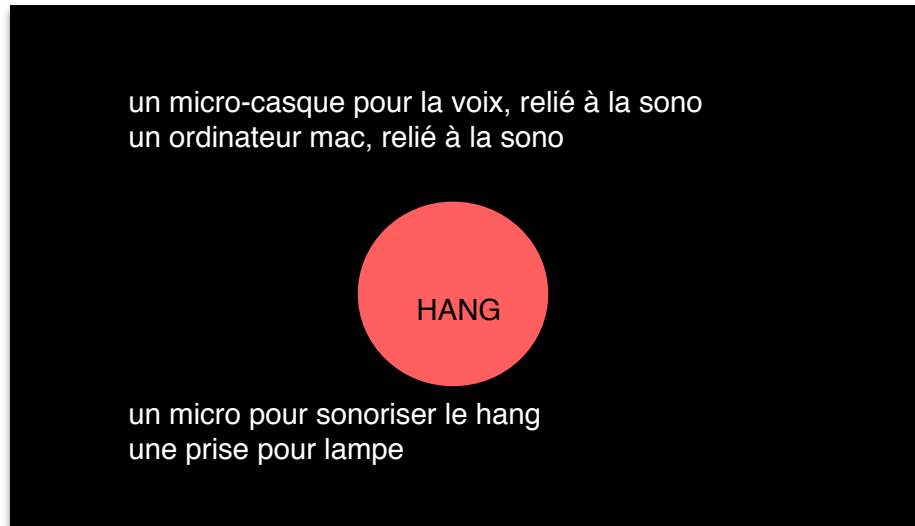 un micro-casque pour la voix, relié à la sono
un ordinateur mac, relié à la sono
HANG
un micro pour sonoriser le hang
une prise pour lampe